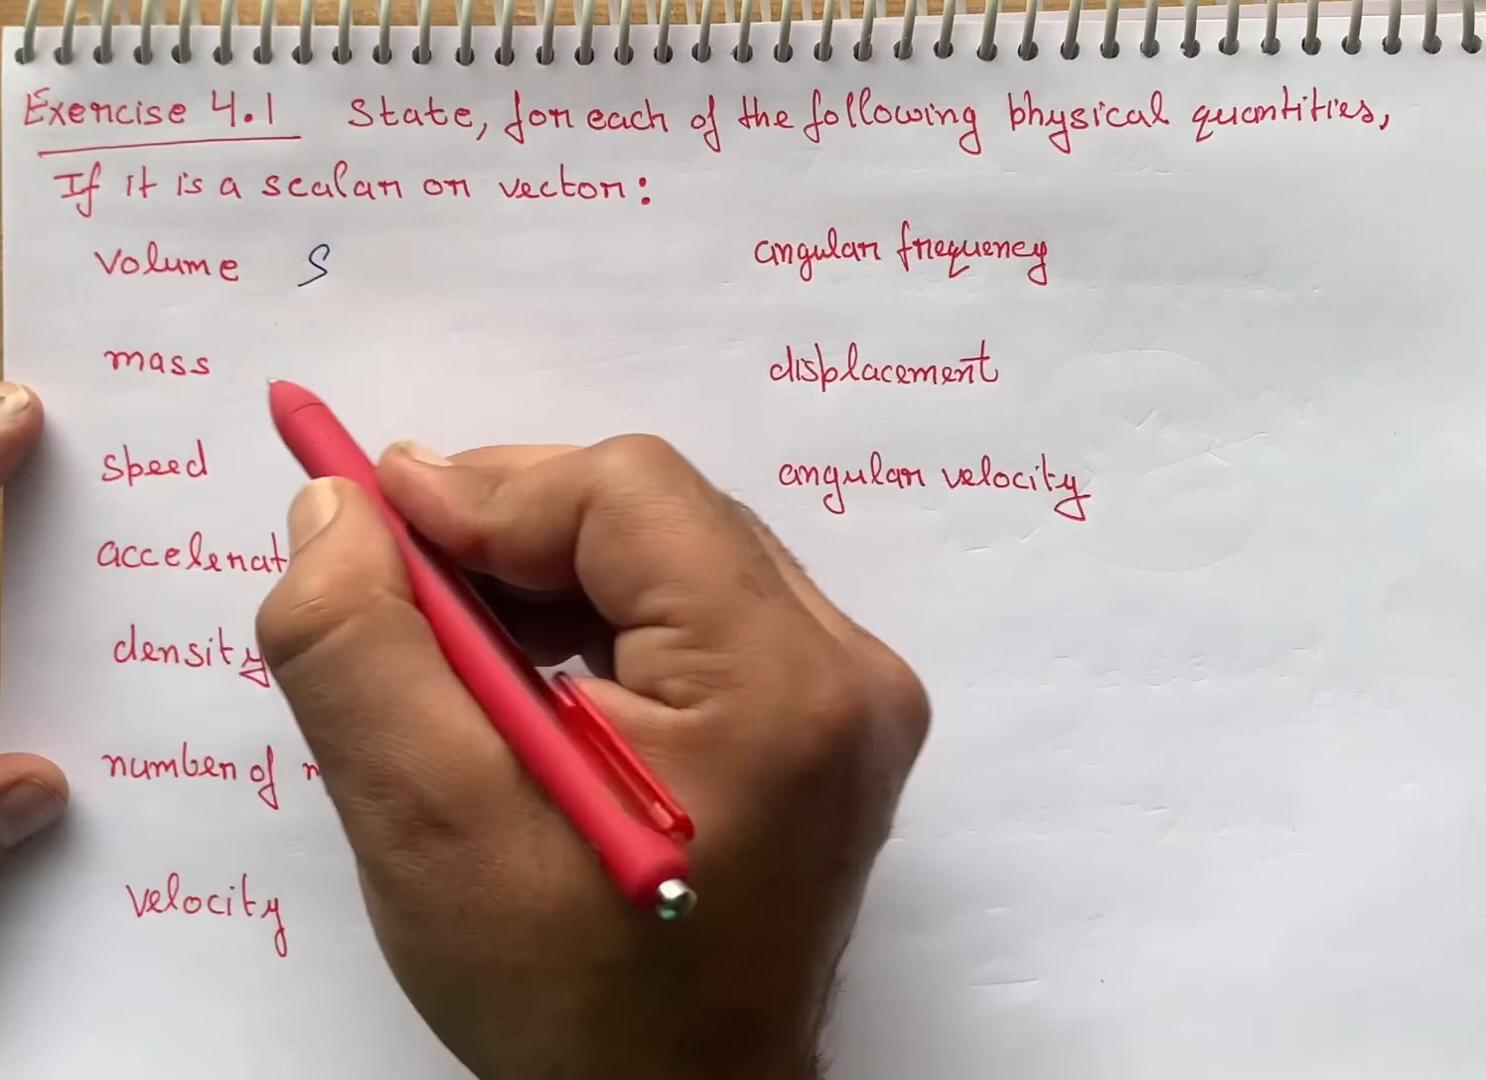 Exercise 4.1 State, for each of the following physical quantities,
If it is a scalar or vector:
Volume S
mass
speed
accelerat
density
number of
velocity
angular frequency
displacement
angular velocity